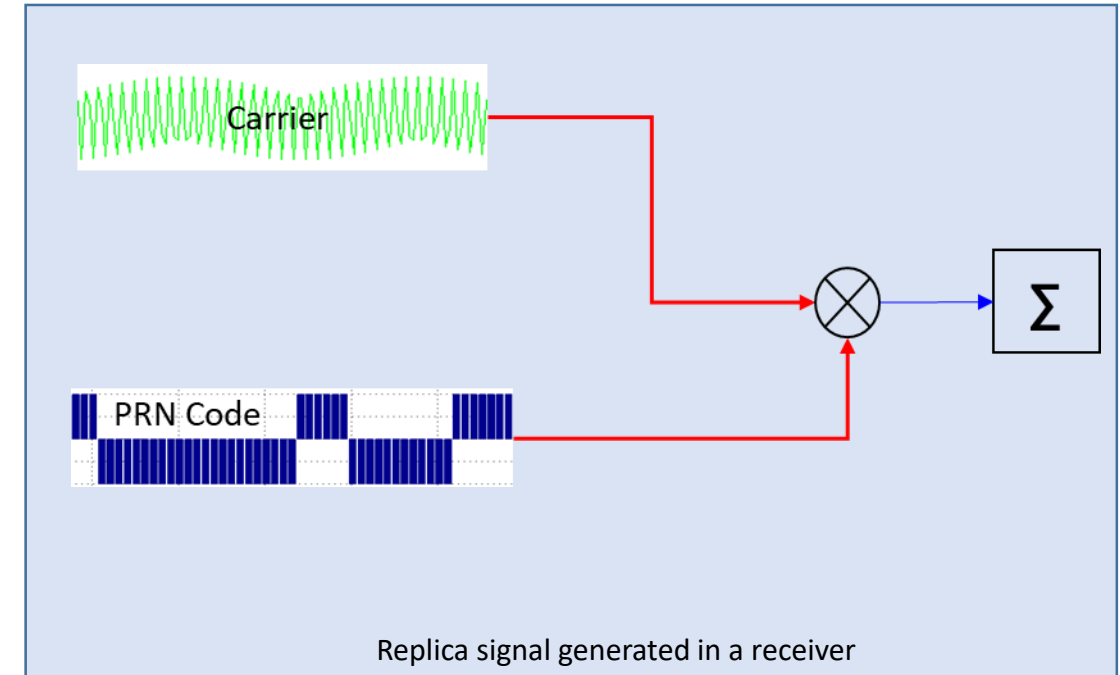 Carrier
Σ
PRN Code
Replica signal generated in a receiver